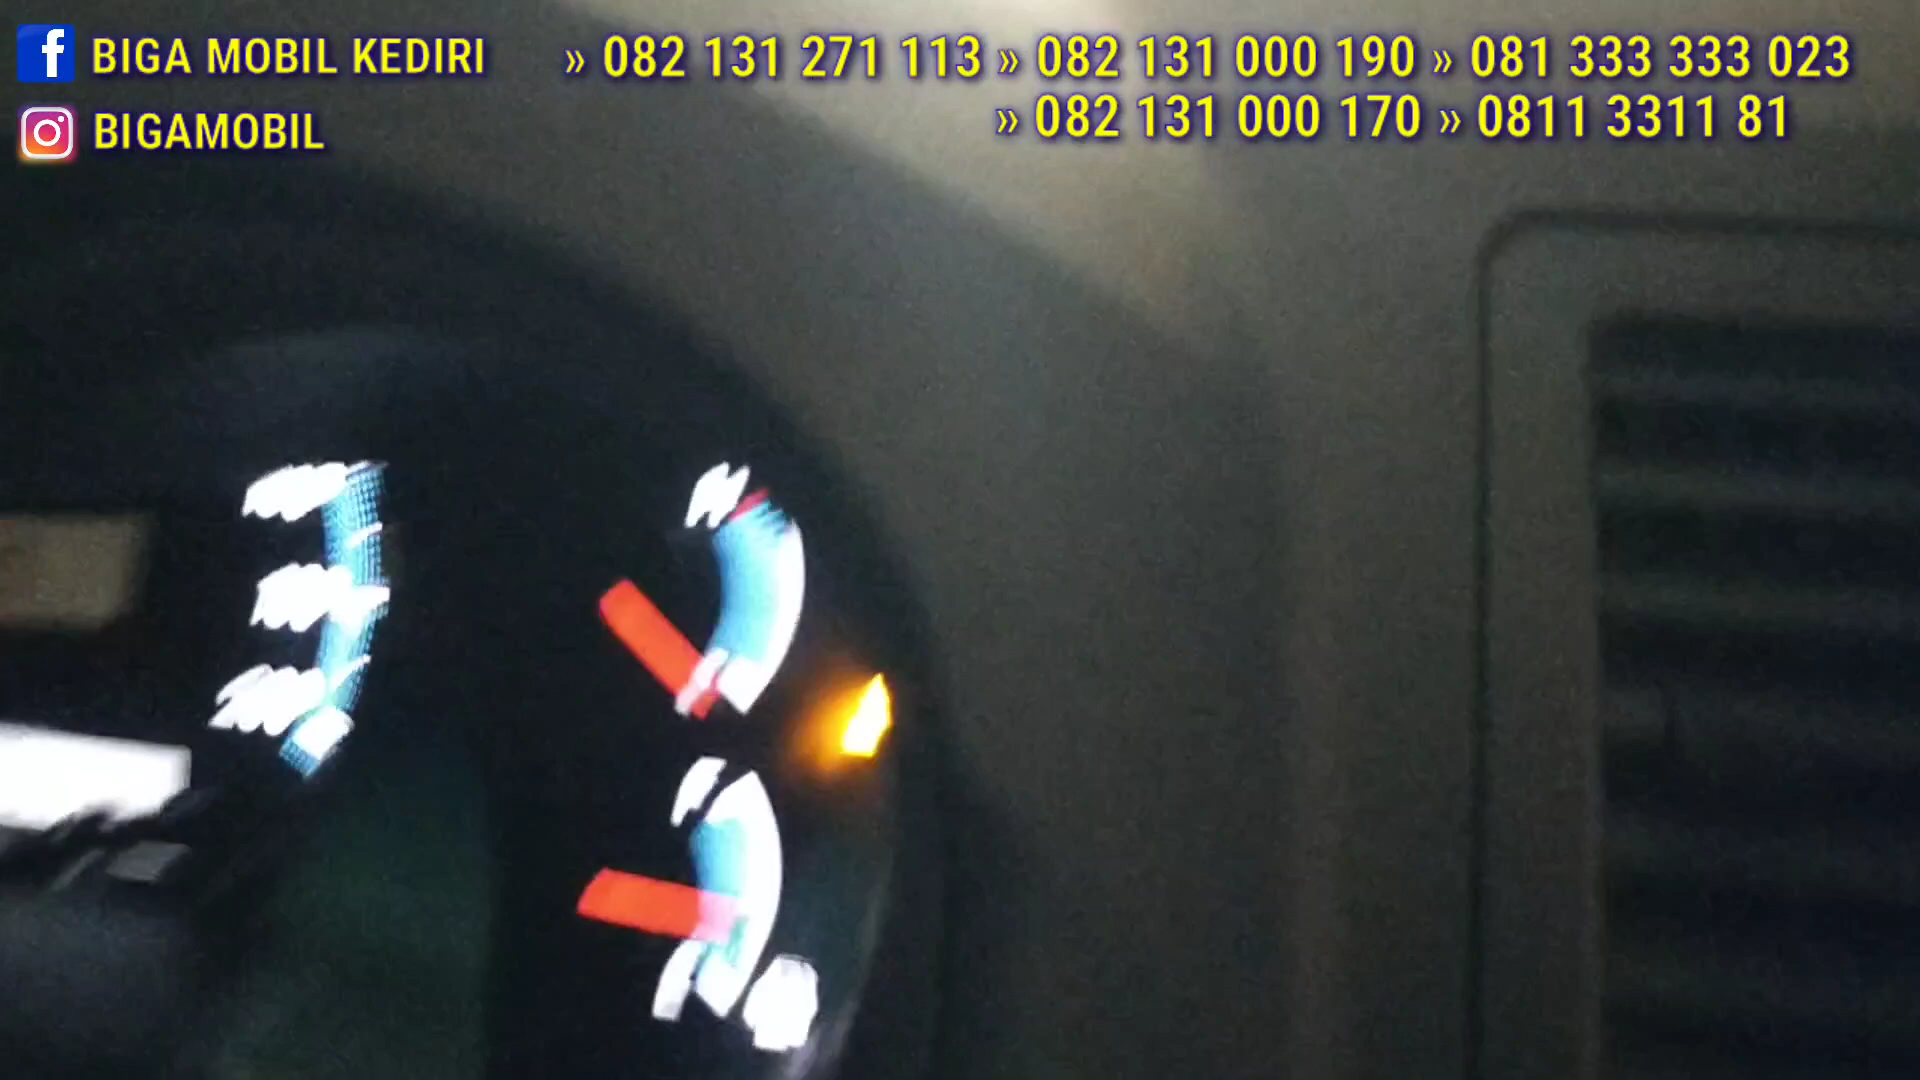 BIGA MOBIL KEDIRI » 082 131 271 113 » 082 131 000 190 » 081 333 333 023
» 082 131 000 170 » 0811 3311 81
BIGAMOBIL